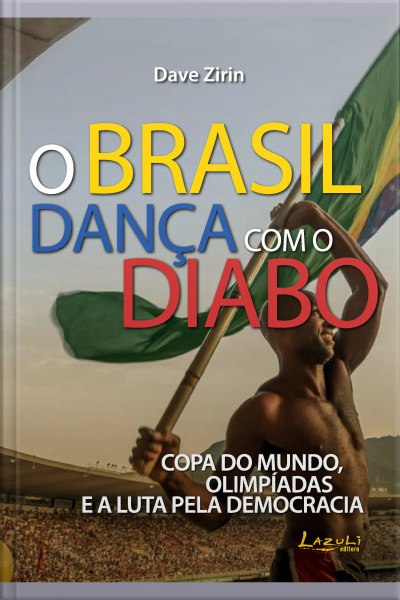 Dave Zirin
O BRASIL
DANÇA COM O
DIABO
COPA DO MUNDO,
OLIMPÍADAS
E A LUTA PELA DEMOCRACIA
LAZULI
editora